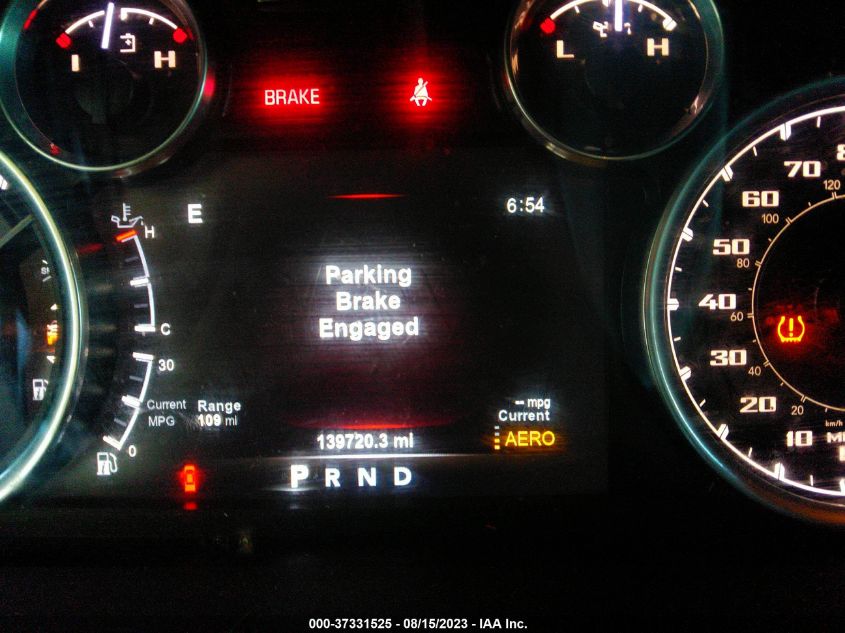 I H
BRAKE
L H
E
6:54
H
Parking
Brake
Engaged
C
30
Current
MPG
Range
109 mi
0
-- mpg
Current
AERO
139720.3 mi
P R N D
70
60
50
40
30
20
10
120
100
80
60
40
20
km/h
000-37331525 - 08/15/2023 - IAA Inc.